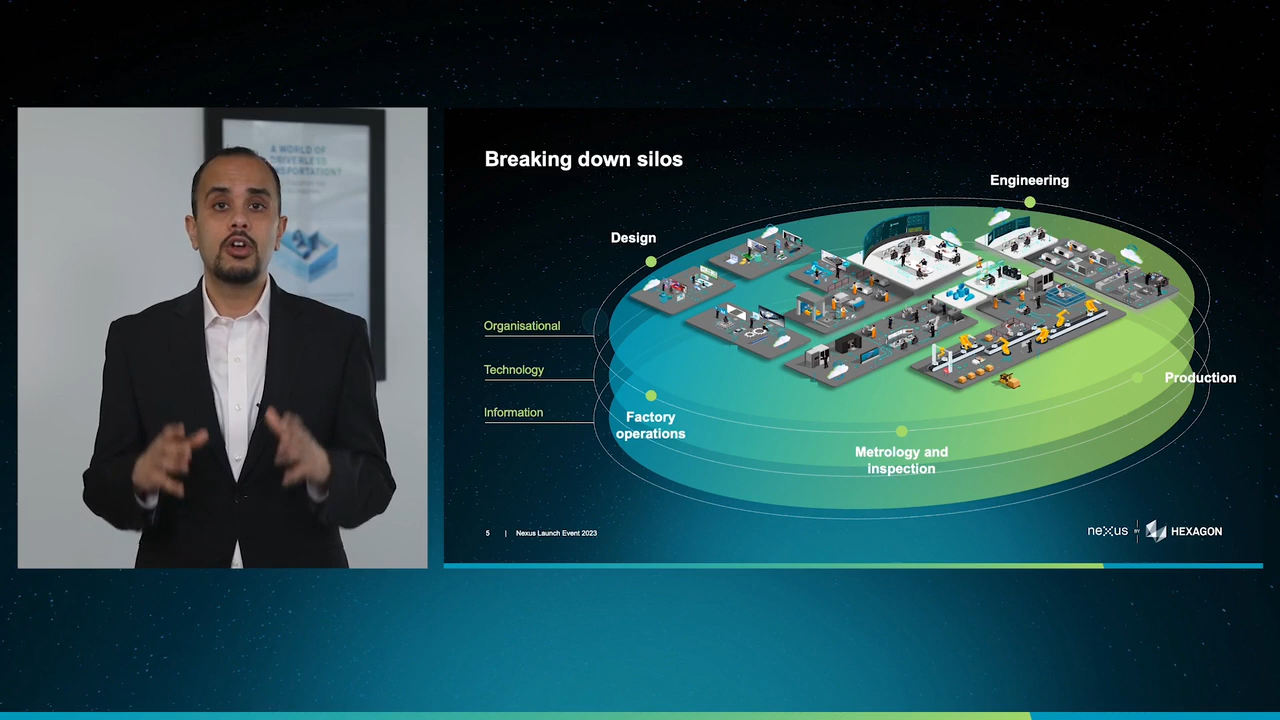 A WORLD OF
DRIVERLESS
Breaking down silos
Engineering
Design
Organisational
Technology
Information
Production
Factory
operations
Metrology and
inspection
5 | Nexus Launch Event 2023
nexus BY HEXAGON